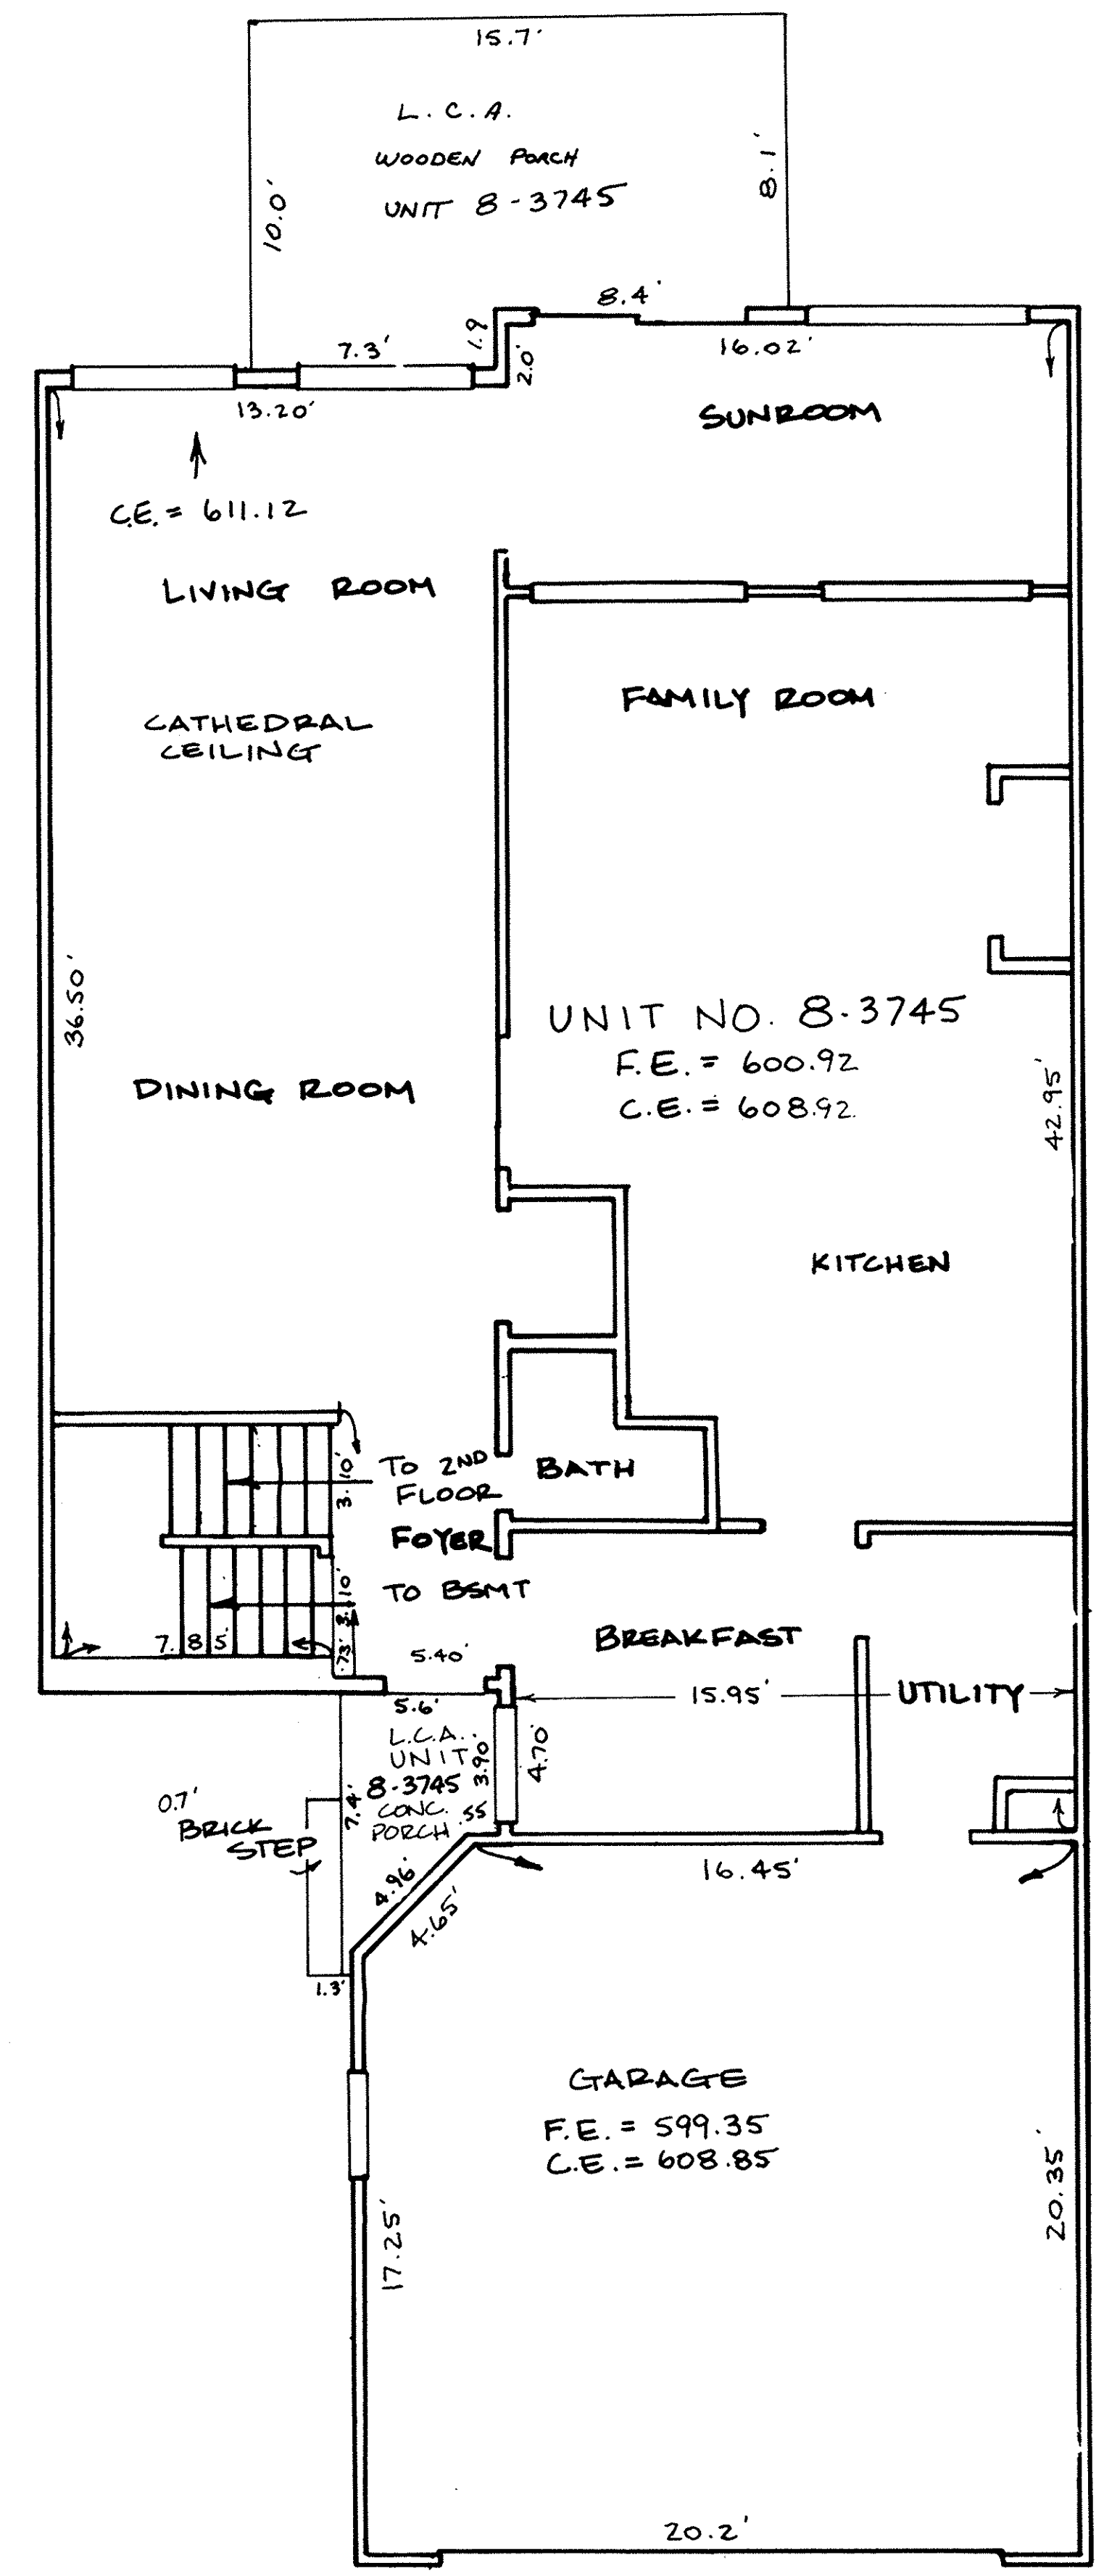 15.7'
L.C.A.
WOODEN PORCH
UNIT 8-3745
10.0'
8.1'
8.4'
1.9
2.0'
7.3'
16.02'
13.20'
SUNROOM
C.E. = 611.12
LIVING ROOM
FAMILY ROOM
CATHEDRAL
CEILING
36.50'
UNIT NO. 8-3745
F.E. = 600.92
C.E. = 608.92
42.95'
DINING ROOM
KITCHEN
TO 2ND
FLOOR
3.10'
BATH
FOYER
TO BSMT
3.10'
BREAKFAST
7.85'
.73'
5.40'
5.6'
15.95'
UTILITY
L.C.A.
UNIT
8-3745
CONC.
PORCH
3.90
4.70'
.55
7.4'
0.7'
BRICK
STEP
4.96'
4.65'
16.45'
1.3'
GARAGE
F.E. = 599.35
C.E. = 608.85
17.25'
20.35'
20.2'